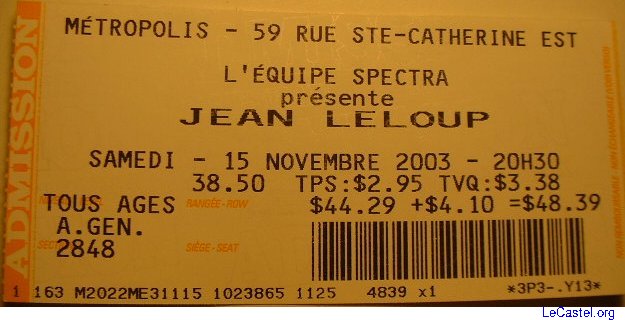 ADMISSION
MÉTROPOLIS - 59 RUE STE-CATHERINE EST
L'ÉQUIPE SPECTRA
présente
JEAN LELOUP
SAMEDI - 15 NOVEMBRE 2003 - 20H30
38.50 TPS:$2.95 TVQ:$3.38
TOUS AGES RANGÉE-ROW $44.29 +$4.10 =$48.39
A.GEN.
2848 SIÈGE-SEAT
1 163 M2022ME31115 1023865 1125 4839 x1 *3P3-.Y13*
LeCastel.org